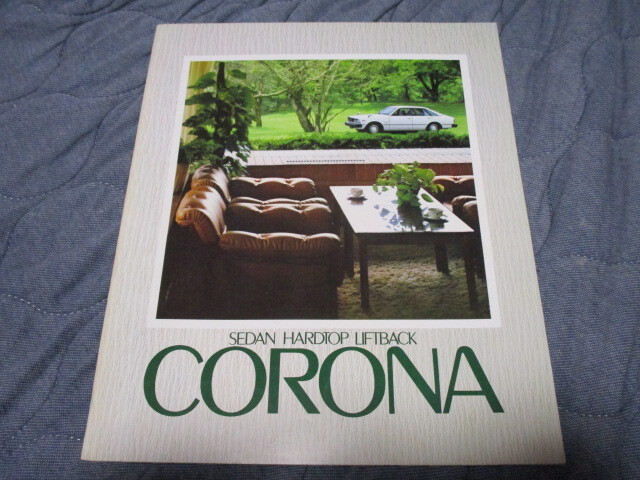 SEDAN HARDTOP LIFTBACK
CORONA